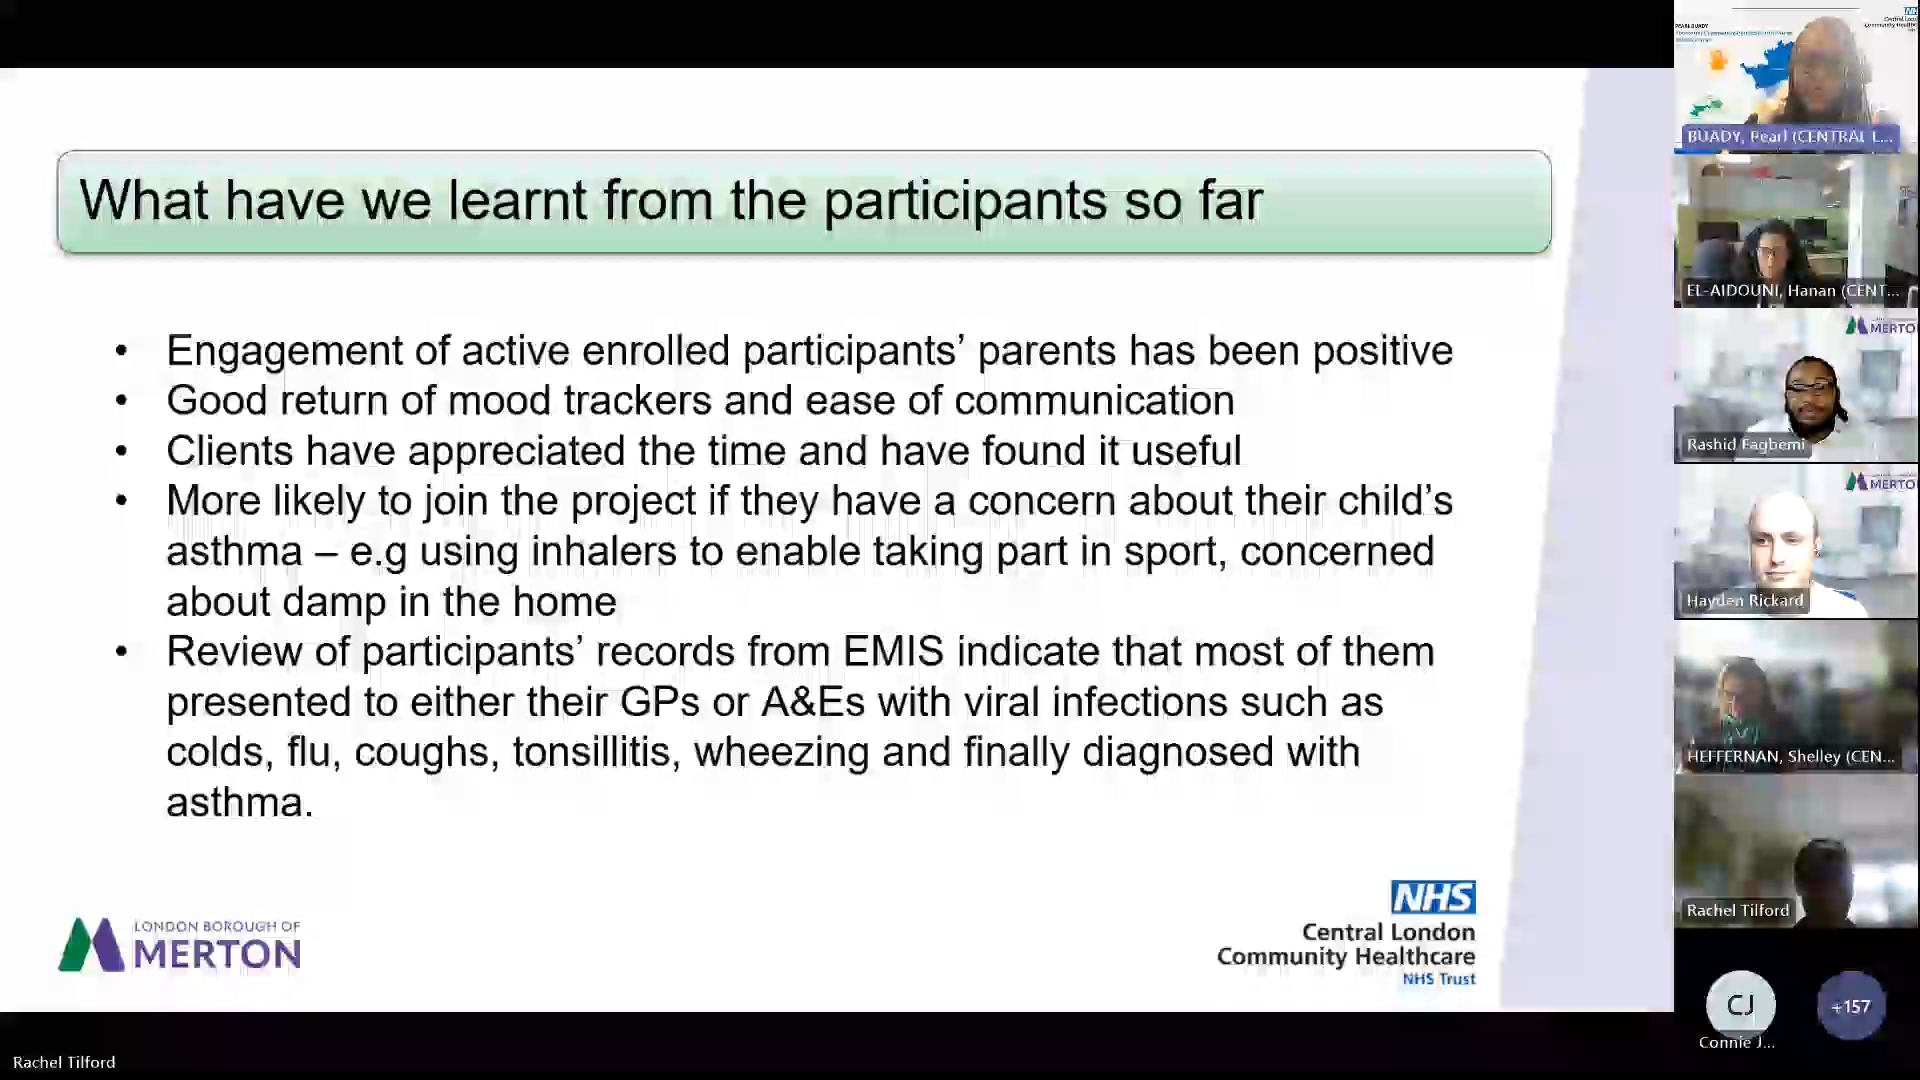 What have we learnt from the participants so far
• Engagement of active enrolled participants’ parents has been positive
• Good return of mood trackers and ease of communication
• Clients have appreciated the time and have found it useful
• More likely to join the project if they have a concern about their child’s
asthma – e.g using inhalers to enable taking part in sport, concerned
about damp in the home
• Review of participants’ records from EMIS indicate that most of them
presented to either their GPs or A&Es with viral infections such as
colds, flu, coughs, tonsillitis, wheezing and finally diagnosed with
asthma.
LONDON BOROUGH OF
MERTON
NHS
Central London
Community Healthcare
NHS Trust
Rachel Tilford
PEARL BUADY
BUADY, Pearl (CENTRAL L...
EL-AIDOUNI, Hanan (CENT...
MERTO
Rashid Fagbemi
MERTO
Hayden Rickard
HEFFERNAN, Shelley (CEN...
Rachel Tilford
CJ
+157
Connie J...